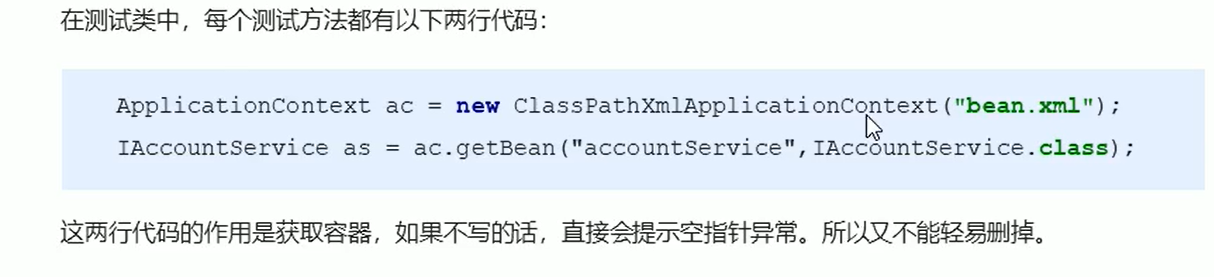 在测试类中，每个测试方法都有以下两行代码：
ApplicationContext ac = new ClassPathXmlApplicationContext("bean.xml");
IAccountService as = ac.getBean("accountService",IAccountService.class);
这两行代码的作用是获取容器，如果不写的话，直接会提示空指针异常。所以又不能轻易删掉。